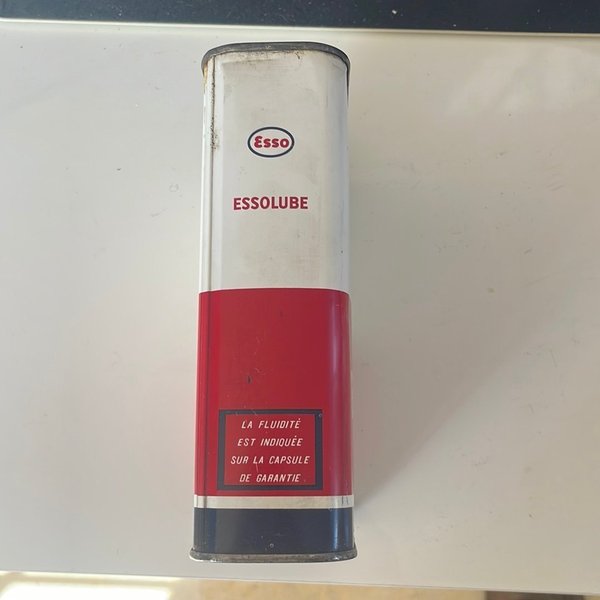 Esso
ESSOLUBE
LA FLUIDITÉ
EST INDIQUÉE
SUR LA CAPSULE
DE GARANTIE